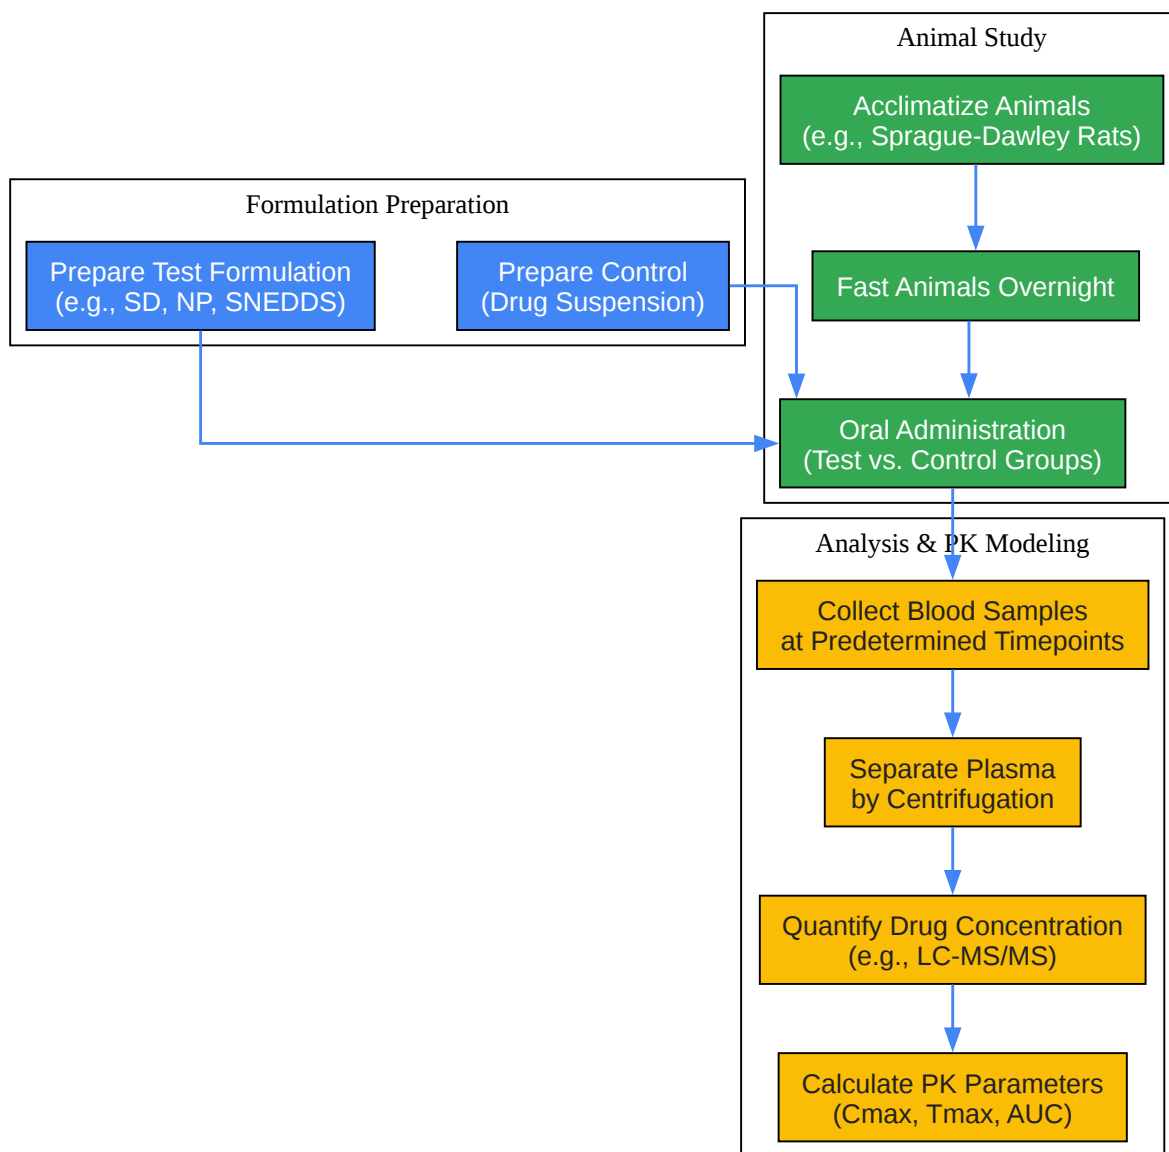 Animal Study
Acclimatize Animals
(e.g., Sprague-Dawley Rats)
Formulation Preparation
Prepare Test Formulation
(e.g., SD, NP, SNEDDS)
Prepare Control
(Drug Suspension)
Fast Animals Overnight
Oral Administration
(Test vs. Control Groups)
Analysis & PK Modeling
Collect Blood Samples
at Predetermined Timepoints
Separate Plasma
by Centrifugation
Quantify Drug Concentration
(e.g., LC-MS/MS)
Calculate PK Parameters
(Cmax, Tmax, AUC)